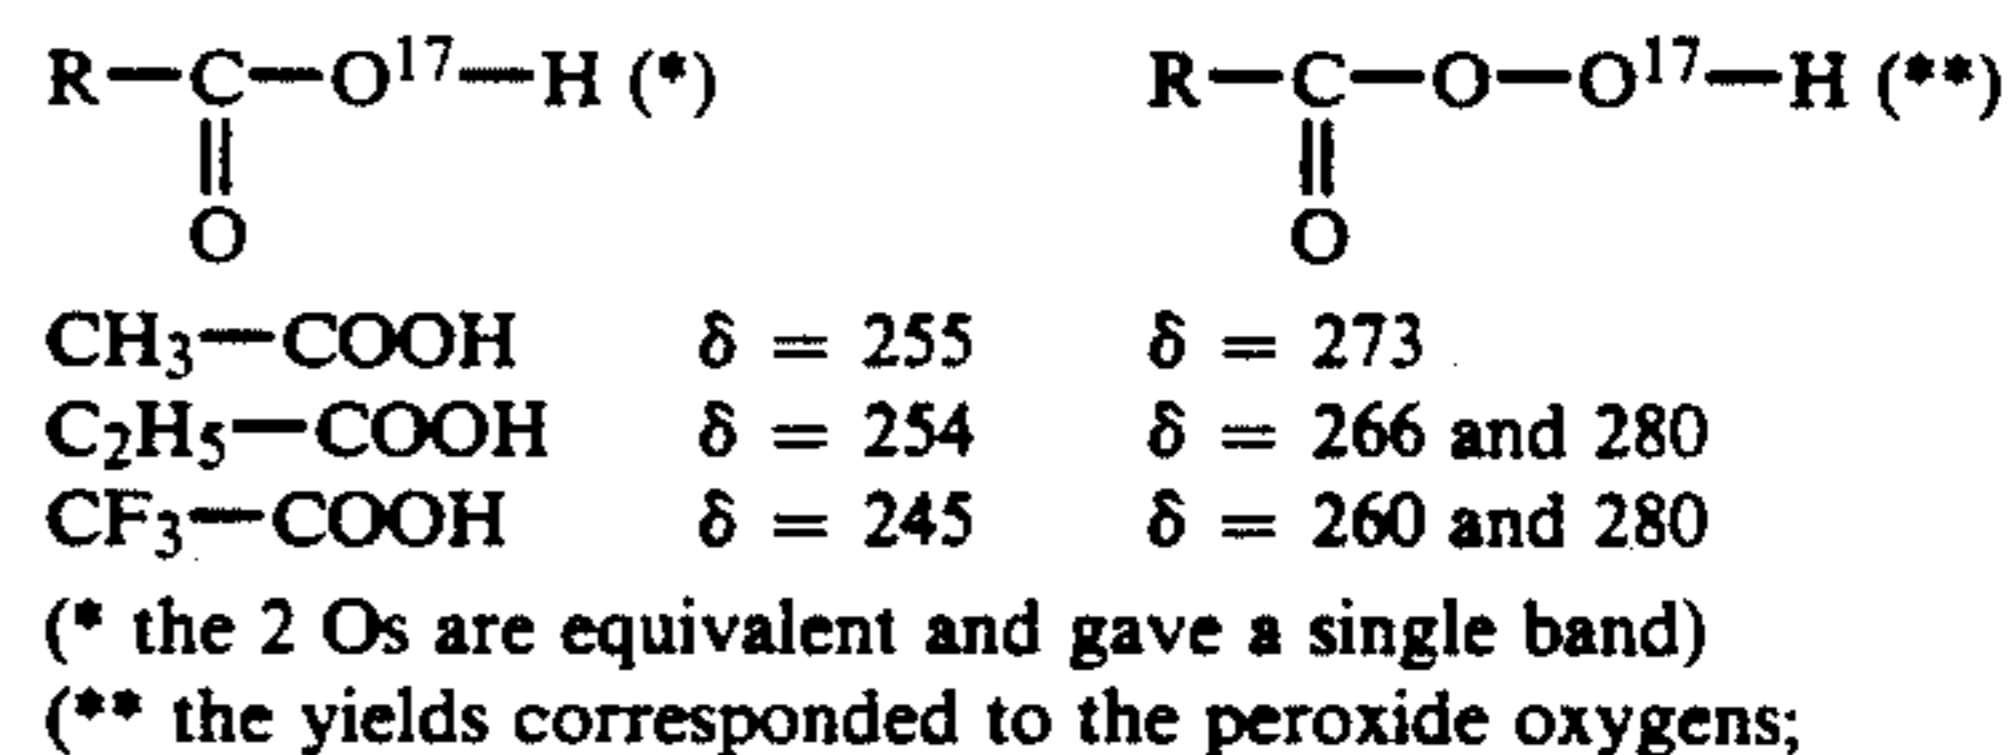 R—C—O¹⁷—H (*) R—C—O—O¹⁷—H (**)
|| ||
O O
CH₃—COOH δ = 255 δ = 273
C₂H₅—COOH δ = 254 δ = 266 and 280
CF₃—COOH δ = 245 δ = 260 and 280
(* the 2 Os are equivalent and gave a single band)
(** the yields corresponded to the peroxide oxygens;